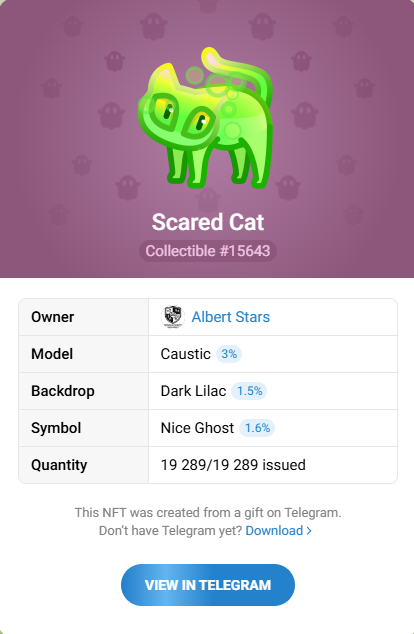 Scared Cat
Collectible #15643
Owner Albert Stars
Model Caustic 3%
Backdrop Dark Lilac 1.5%
Symbol Nice Ghost 1.6%
Quantity 19 289/19 289 issued
This NFT was created from a gift on Telegram.
Don't have Telegram yet? Download >
VIEW IN TELEGRAM